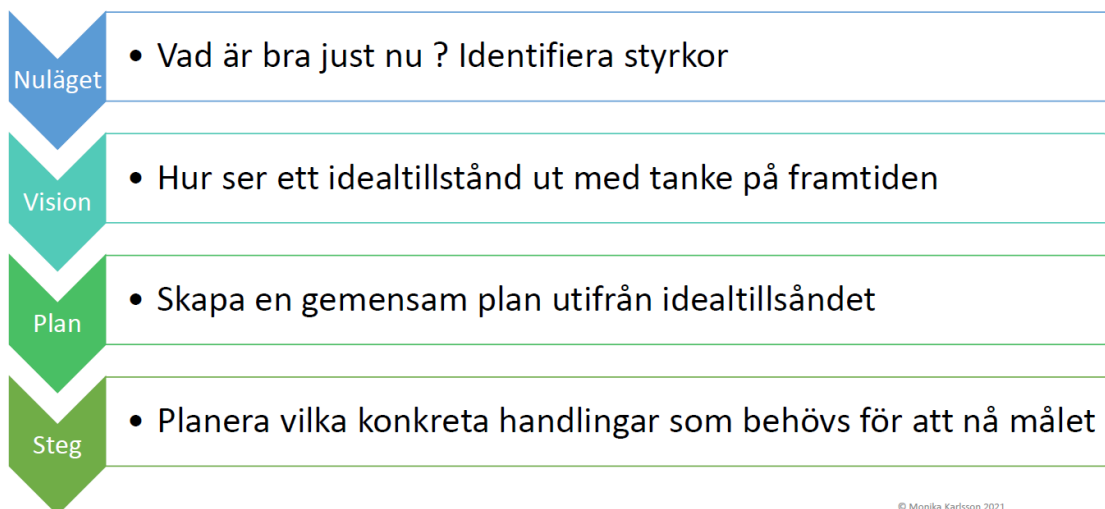 Nuläget
• Vad är bra just nu ? Identifiera styrkor
Vision
• Hur ser ett idealtillstånd ut med tanke på framtiden
Plan
• Skapa en gemensam plan utifrån idealtillsåndet
Steg
• Planera vilka konkreta handlingar som behövs för att nå målet
© Monika Karlsson 2021